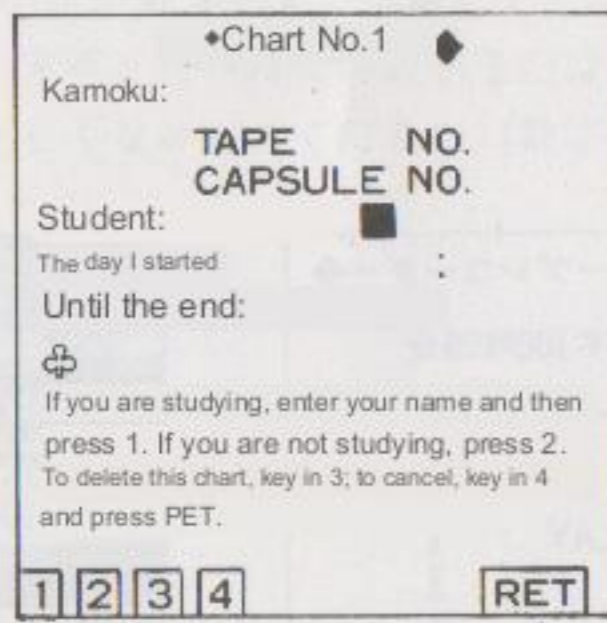 ◆Chart No.1
Kamoku:
TAPE NO.
CAPSULE NO.
Student:
The day I started :
Until the end:
If you are studying, enter your name and then
press 1. If you are not studying, press 2.
To delete this chart, key in 3; to cancel, key in 4
and press PET.
1 2 3 4 RET